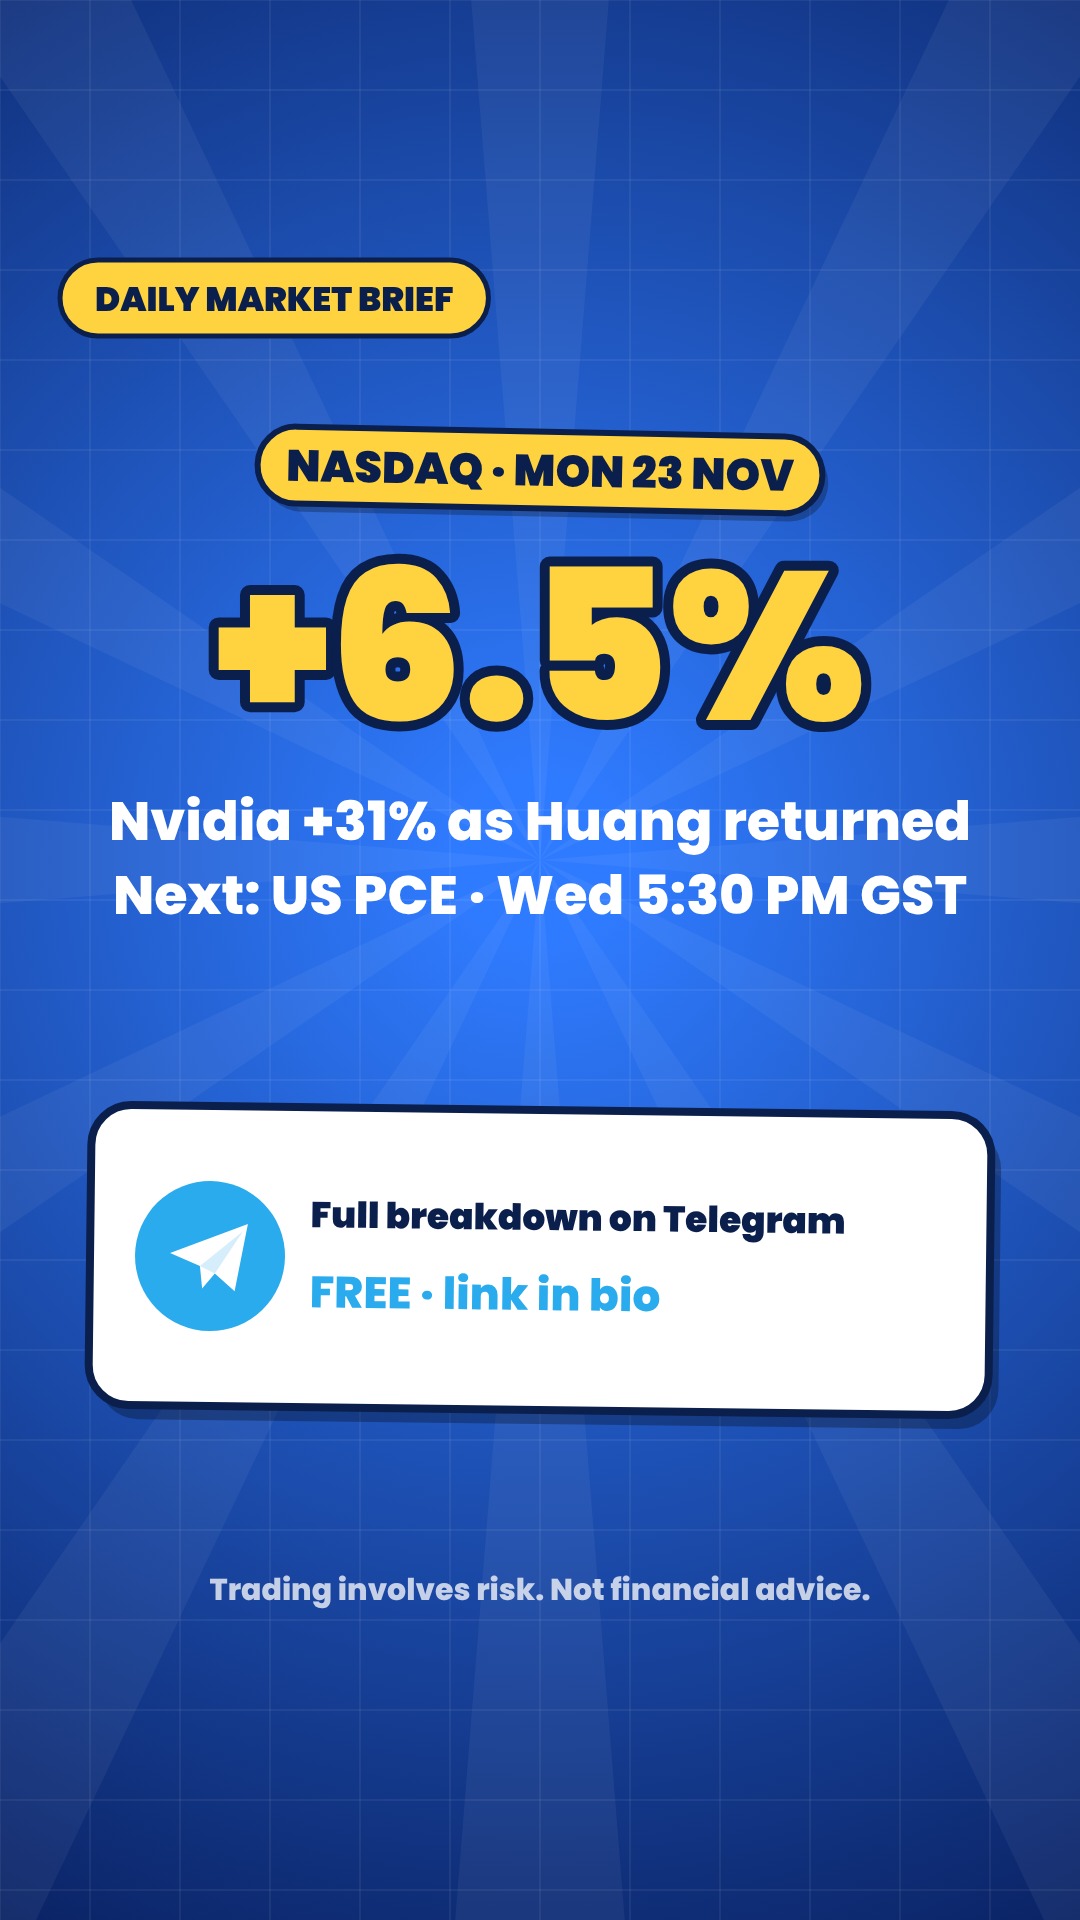 DAILY MARKET BRIEF
NASDAQ · MON 23 NOV
+6.5%
Nvidia +31% as Huang returned
Next: US PCE · Wed 5:30 PM GST
Full breakdown on Telegram
FREE · link in bio
Trading involves risk. Not financial advice.